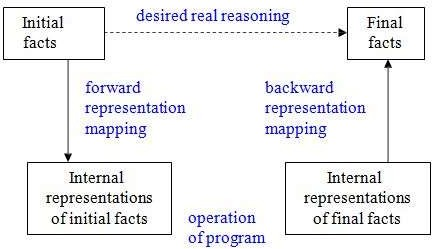 Initial
facts
desired real reasoning
Final
facts
forward
representation
mapping
backward
representation
mapping
Internal
representations
of initial facts
operation
of program
Internal
representations
of final facts